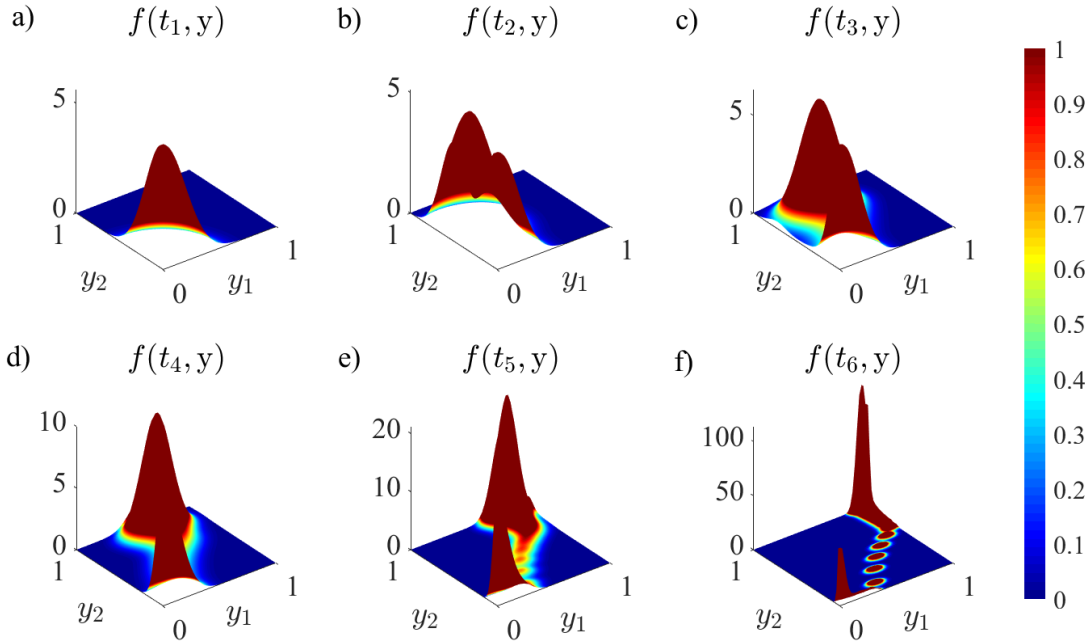 a) f(t₁, y)
b) f(t₂, y)
c) f(t₃, y)
5
0
1
y₂
0
y₁
1
5
0
1
y₂
0
y₁
1
5
0
1
y₂
0
y₁
1
d) f(t₄, y)
e) f(t₅, y)
f) f(t₆, y)
10
5
0
1
y₂
0
y₁
1
20
10
0
1
y₂
0
y₁
1
100
50
0
1
y₂
0
y₁
1
1
0.9
0.8
0.7
0.6
0.5
0.4
0.3
0.2
0.1
0